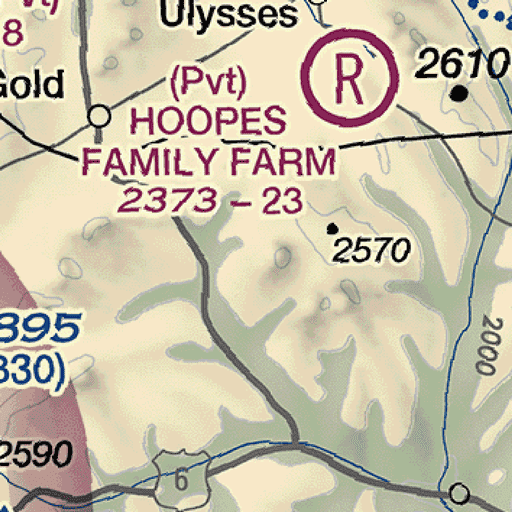 Ulysses
8
Gold
(Pvt)
R
2610
HOOPES
FAMILY FARM
2373 – 23
2570
895
330)
2000
2590
6